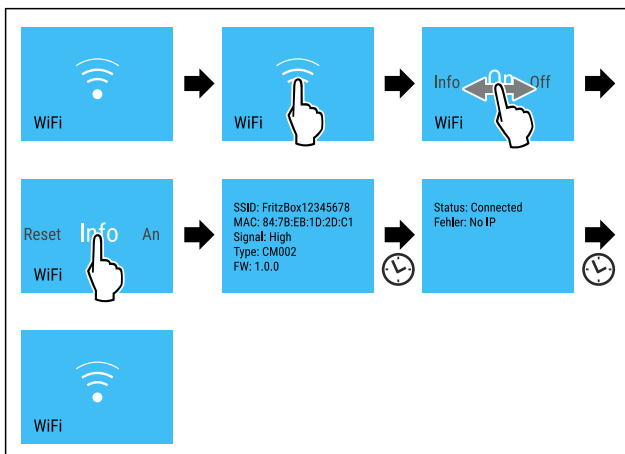 WiFi
WiFi
Info On Off
WiFi
Reset Info An
WiFi
SSID: FritzBox12345678
MAC: 84:7B:EB:1D:2D:C1
Signal: High
Type: CM002
FW: 1.0.0
Status: Connected
Fehler: No IP
WiFi